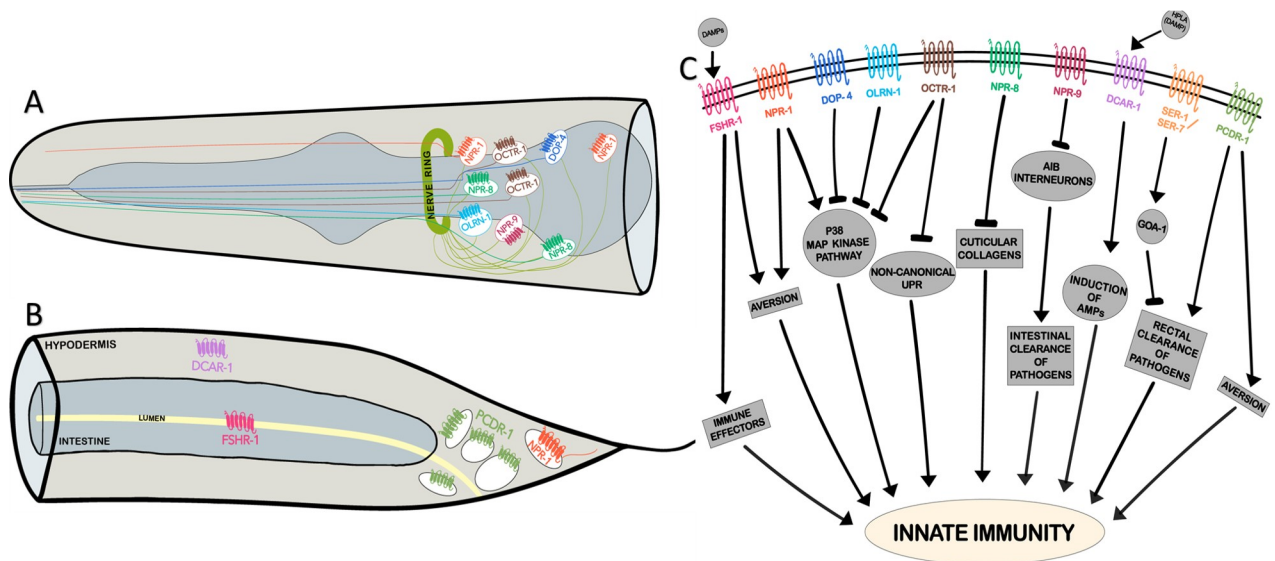 A
NERVE RING
NPR-1
OCTR-1
DOP-4
NPR-1
NPR-8
OCTR-1
OLRN-1
NPR-9
NPR-8
B
HYPODERMIS
DCAR-1
LUMEN
FSHR-1
INTESTINE
PCDR-1
NPR-1
C
DAMPs
HPLA
(DAMP)
FSHR-1
NPR-1
DOP-4
OLRN-1
OCTR-1
NPR-8
NPR-9
DCAR-1
SER-1
SER-7
PCDR-1
AIB
INTERNEURONS
P38
MAP KINASE
PATHWAY
CUTICULAR
COLLAGENS
GOA-1
NON-CANONICAL
UPR
AVERSION
INDUCTION
OF
AMPs
INTESTINAL
CLEARANCE
OF
PATHOGENS
RECTAL
CLEARANCE
OF
PATHOGENS
AVERSION
IMMUNE
EFFECTORS
INNATE IMMUNITY